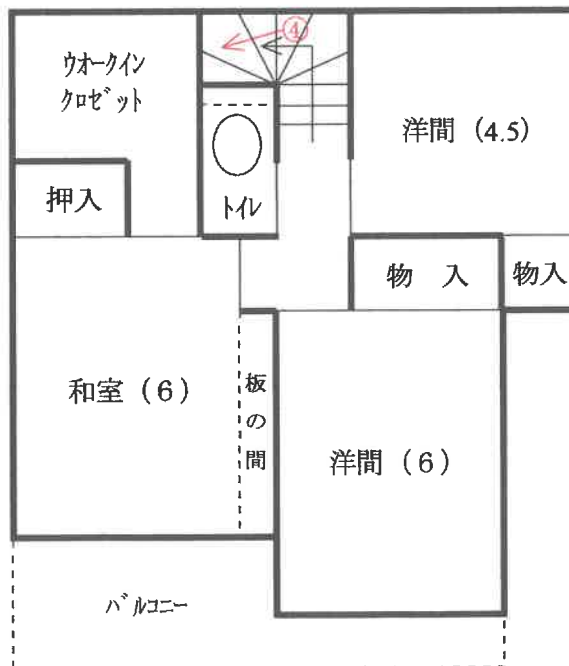 ウオークイン
クロゼット
④
洋間（4.5）
押入
トイレ
物 入
物入
和室（6）
板の間
洋間（6）
バルコニー